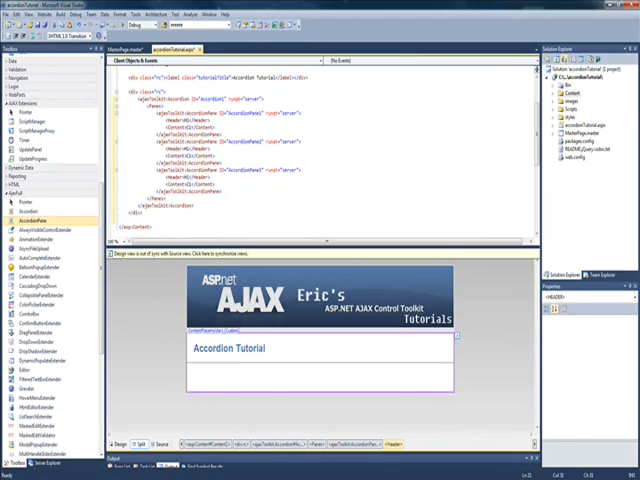 accordionTutorial - Microsoft Visual Studio
File Edit View Website Build Debug Team Data Format Tools Architecture Test Analyze Window Help
Debug
XHTML 1.0 Transition
Toolbox
Data
Validation
Navigation
Login
WebParts
AJAX Extensions
Pointer
ScriptManager
ScriptManagerProxy
Timer
UpdatePanel
UpdateProgress
Dynamic Data
Reporting
HTML
Pointer
Accordion
AccordionPane
AlwaysVisibleControlExtender
AnimationExtender
AsyncFileUpload
AutoCompleteExtender
BalloonPopupExtender
CalendarExtender
CascadingDropDown
CollapsiblePanelExtender
ColorPickerExtender
ComboBox
ConfirmButtonExtender
DragPanelExtender
DropDownExtender
DropShadowExtender
DynamicPopulateExtender
Editor
FilteredTextBoxExtender
Gravatar
HoverMenuExtender
HtmlEditorExtender
ListSearchExtender
MaskedEditExtender
MaskedEditValidator
ModalPopupExtender
MultiHandleSliderExtender
Toolbox Server Explorer
Ready
MasterPage.master accordionTutorial.aspx
Client Objects & Events (No Events)
<div class="rc"><label class="tutorialTitle">Accordion Tutorial</label></div>
<div class="rc">
<ajaxToolkit:Accordion ID="Accordion1" runat="server">
<Panes>
<ajaxToolkit:AccordionPane ID="AccordionPane1" runat="server">
<Header>H1</Header>
<Content>C1</Content>
</ajaxToolkit:AccordionPane>
<ajaxToolkit:AccordionPane ID="AccordionPane2" runat="server">
<Header>H1</Header>
<Content>C1</Content>
</ajaxToolkit:AccordionPane>
<ajaxToolkit:AccordionPane ID="AccordionPane3" runat="server">
<Header>H1</Header>
<Content>C1</Content>
</ajaxToolkit:AccordionPane>
</Panes>
</ajaxToolkit:Accordion>
</div>
</asp:Content>
100 %
Design view is out of sync with Source view. Click here to synchronize views.
ASP.net
AJAX
Eric's
ASP.NET AJAX Control Toolkit
Tutorials
Accordion Tutorial
Design Split Source
<Panes>
<Header>
Output
Solution Explorer
Bin
Content
images
Scripts
styles
accordionTutorial.aspx
MasterPage.master
packages.config
web.config
Solution Explorer Team Explorer
Properties
<HEADER>